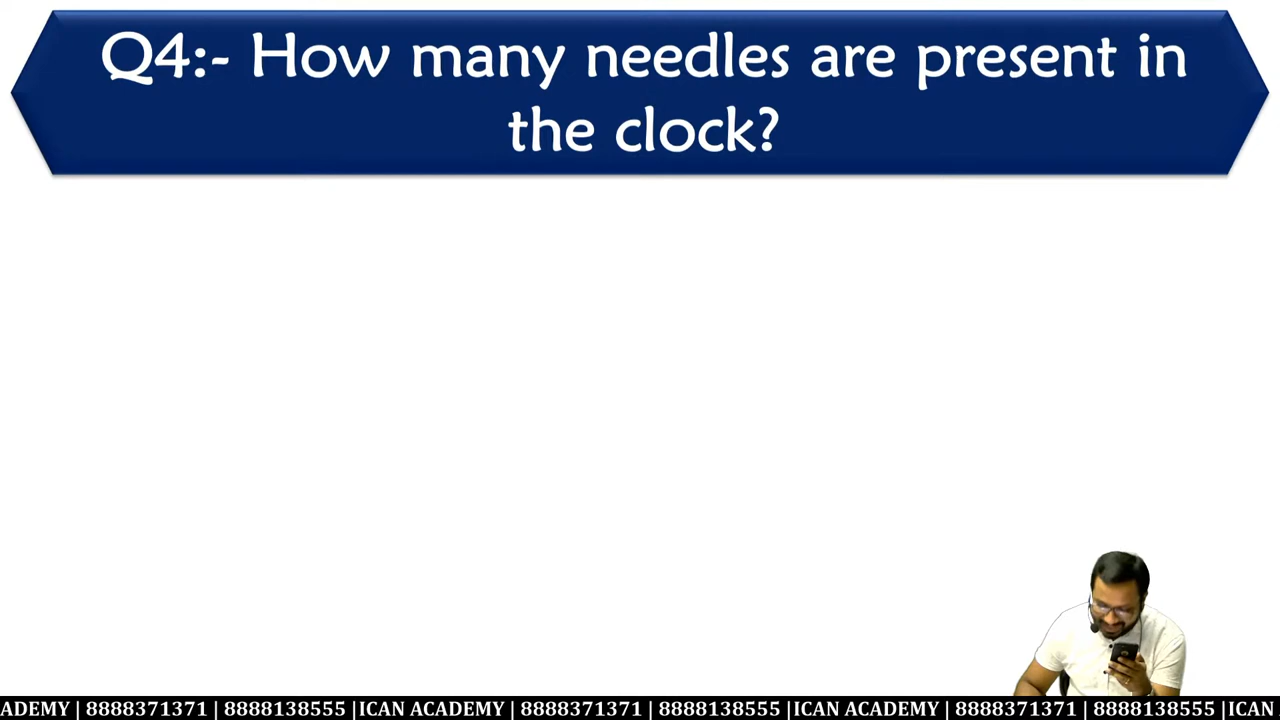 Q4:- How many needles are present in
the clock?
ADEMY | 8888371371 | 8888138555 |ICAN ACADEMY | 8888371371 | 8888138555 |ICAN ACADEMY | 8888371371 | 8888138555 |ICAN